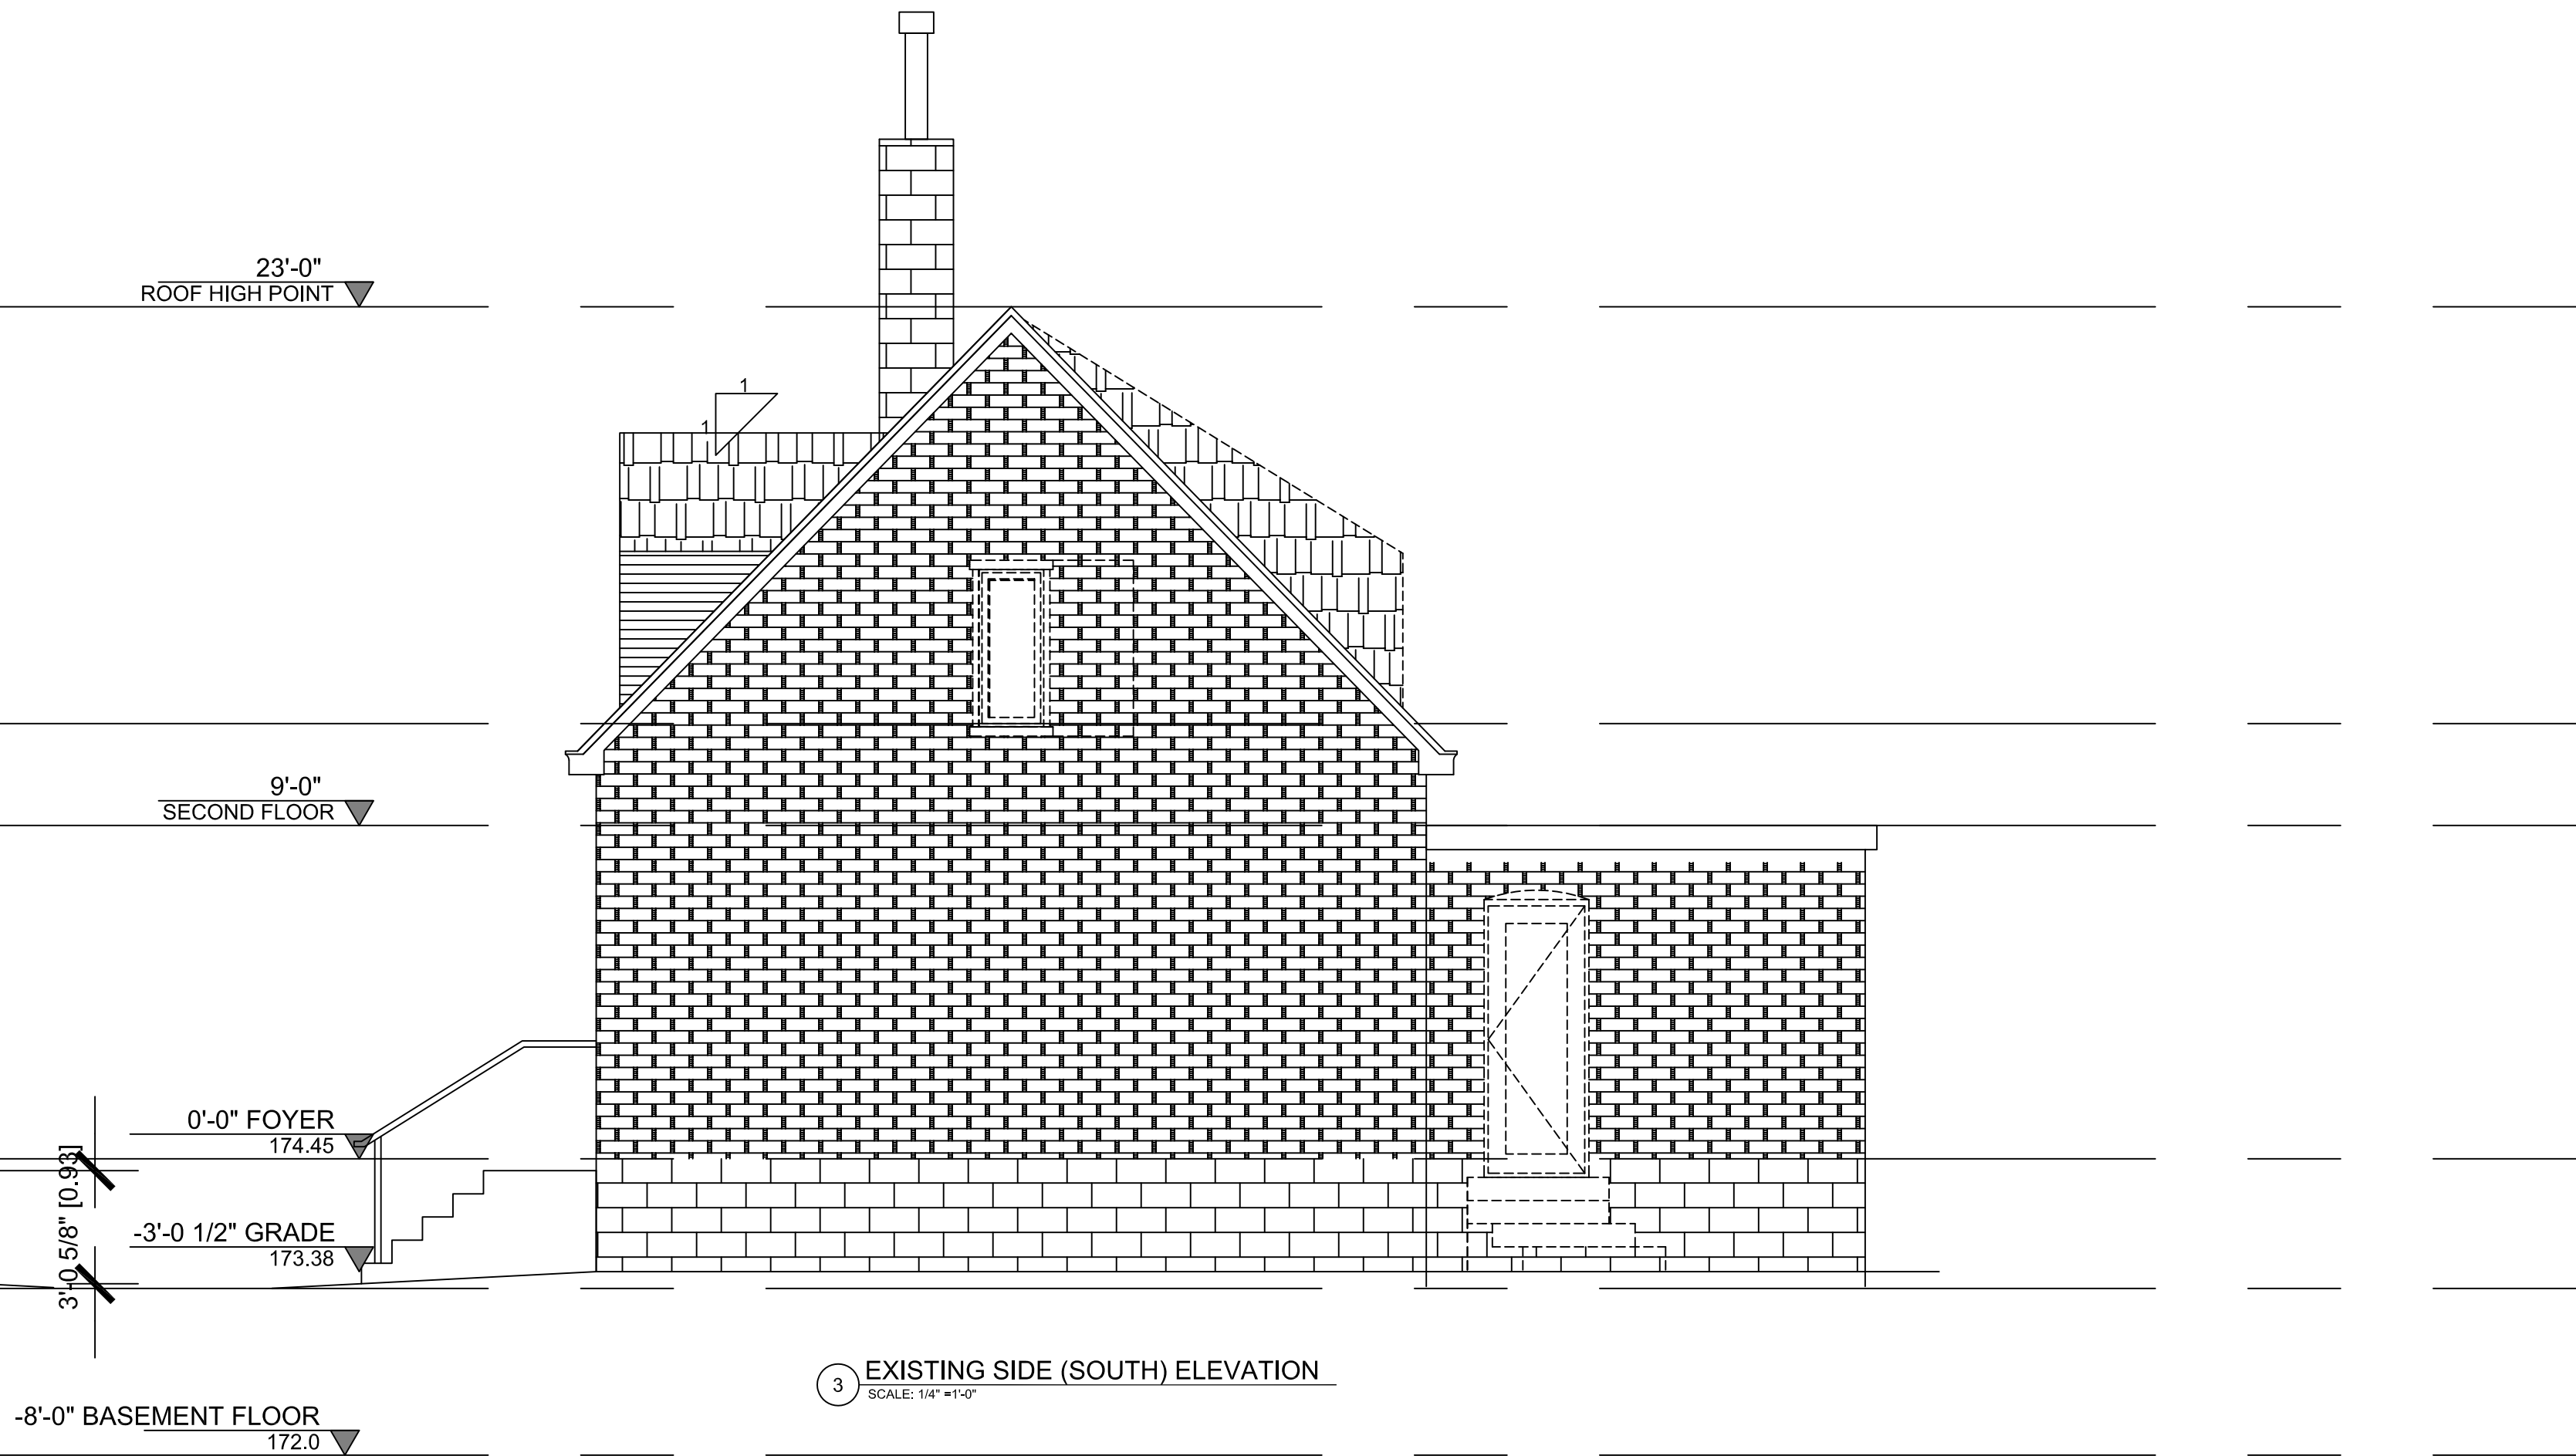 23'-0"
ROOF HIGH POINT
1
1
9'-0"
SECOND FLOOR
0'-0" FOYER
174.45
3'-0 5/8" [0.93]
-3'-0 1/2" GRADE
173.38
3 EXISTING SIDE (SOUTH) ELEVATION
SCALE: 1/4" =1'-0"
-8'-0" BASEMENT FLOOR
172.0